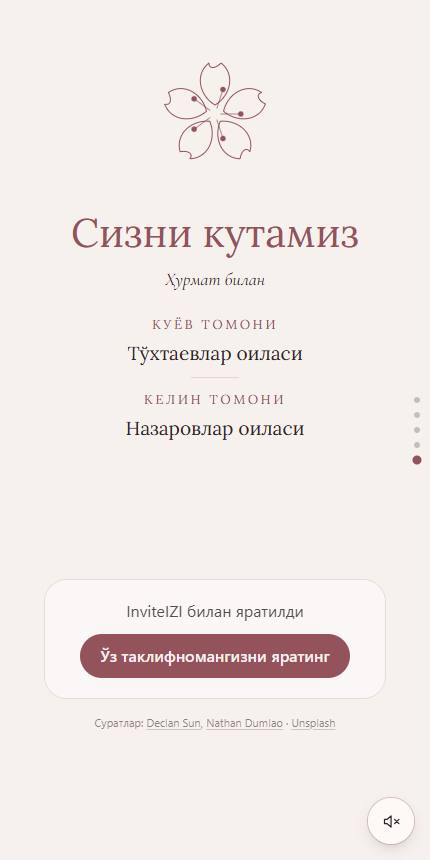 Сизни кутамиз
Хурмат билан
КУЁВ ТОМОНИ
Тўхтаевлар оиласи
КЕЛИН ТОМОНИ
Назаровлар оиласи
InviteIZI билан яратилди
Ўз таклифномангизни яратинг
Суратлар: Declan Sun, Nathan Dumlao · Unsplash